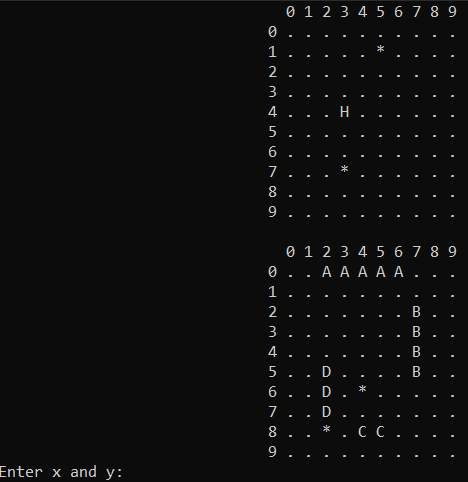 0 1 2 3 4 5 6 7 8 9
0 . . . . . . . . . .
1 . . . . . * . . . .
2 . . . . . . . . . .
3 . . . . . . . . . .
4 . . . H . . . . . .
5 . . . . . . . . . .
6 . . . . . . . . . .
7 . . . * . . . . . .
8 . . . . . . . . . .
9 . . . . . . . . . .
0 1 2 3 4 5 6 7 8 9
0 . . A A A A A . . .
1 . . . . . . . . . .
2 . . . . . . . B . .
3 . . . . . . . B . .
4 . . . . . . . B . .
5 . . D . . . . B . .
6 . . D . * . . . . .
7 . . D . . . . . . .
8 . . * . C C . . . .
9 . . . . . . . . . .
Enter x and y: